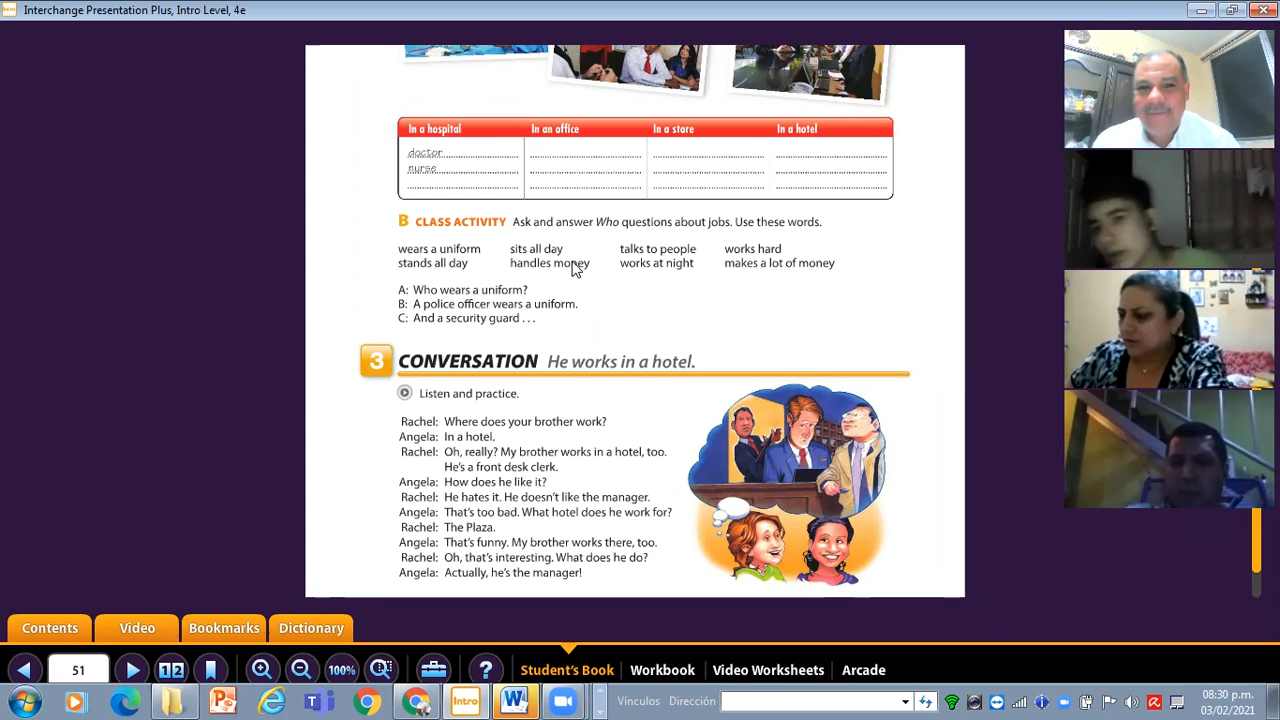 Interchange Presentation Plus, Intro Level, 4e
In a hospital In an office In a store In a hotel
doctor
nurse
B CLASS ACTIVITY Ask and answer Who questions about jobs. Use these words.
wears a uniform sits all day talks to people works hard
stands all day handles money works at night makes a lot of money
A: Who wears a uniform?
B: A police officer wears a uniform.
C: And a security guard . . .
3 CONVERSATION He works in a hotel.
Listen and practice.
Rachel: Where does your brother work?
Angela: In a hotel.
Rachel: Oh, really? My brother works in a hotel, too.
He's a front desk clerk.
Angela: How does he like it?
Rachel: He hates it. He doesn't like the manager.
Angela: That's too bad. What hotel does he work for?
Rachel: The Plaza.
Angela: That's funny. My brother works there, too.
Rachel: Oh, that's interesting. What does he do?
Angela: Actually, he's the manager!
Contents Video Bookmarks Dictionary
51 12 100% ? Student's Book Workbook Video Worksheets Arcade
Intro Vínculos Dirección 08:30 p.m.
03/02/2021